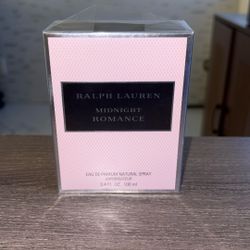 RALPH LAUREN
MIDNIGHT
ROMANCE
EAU DE PARFUM NATURAL SPRAY
VAPORISATEUR
3.4 FL. OZ. 100 ml